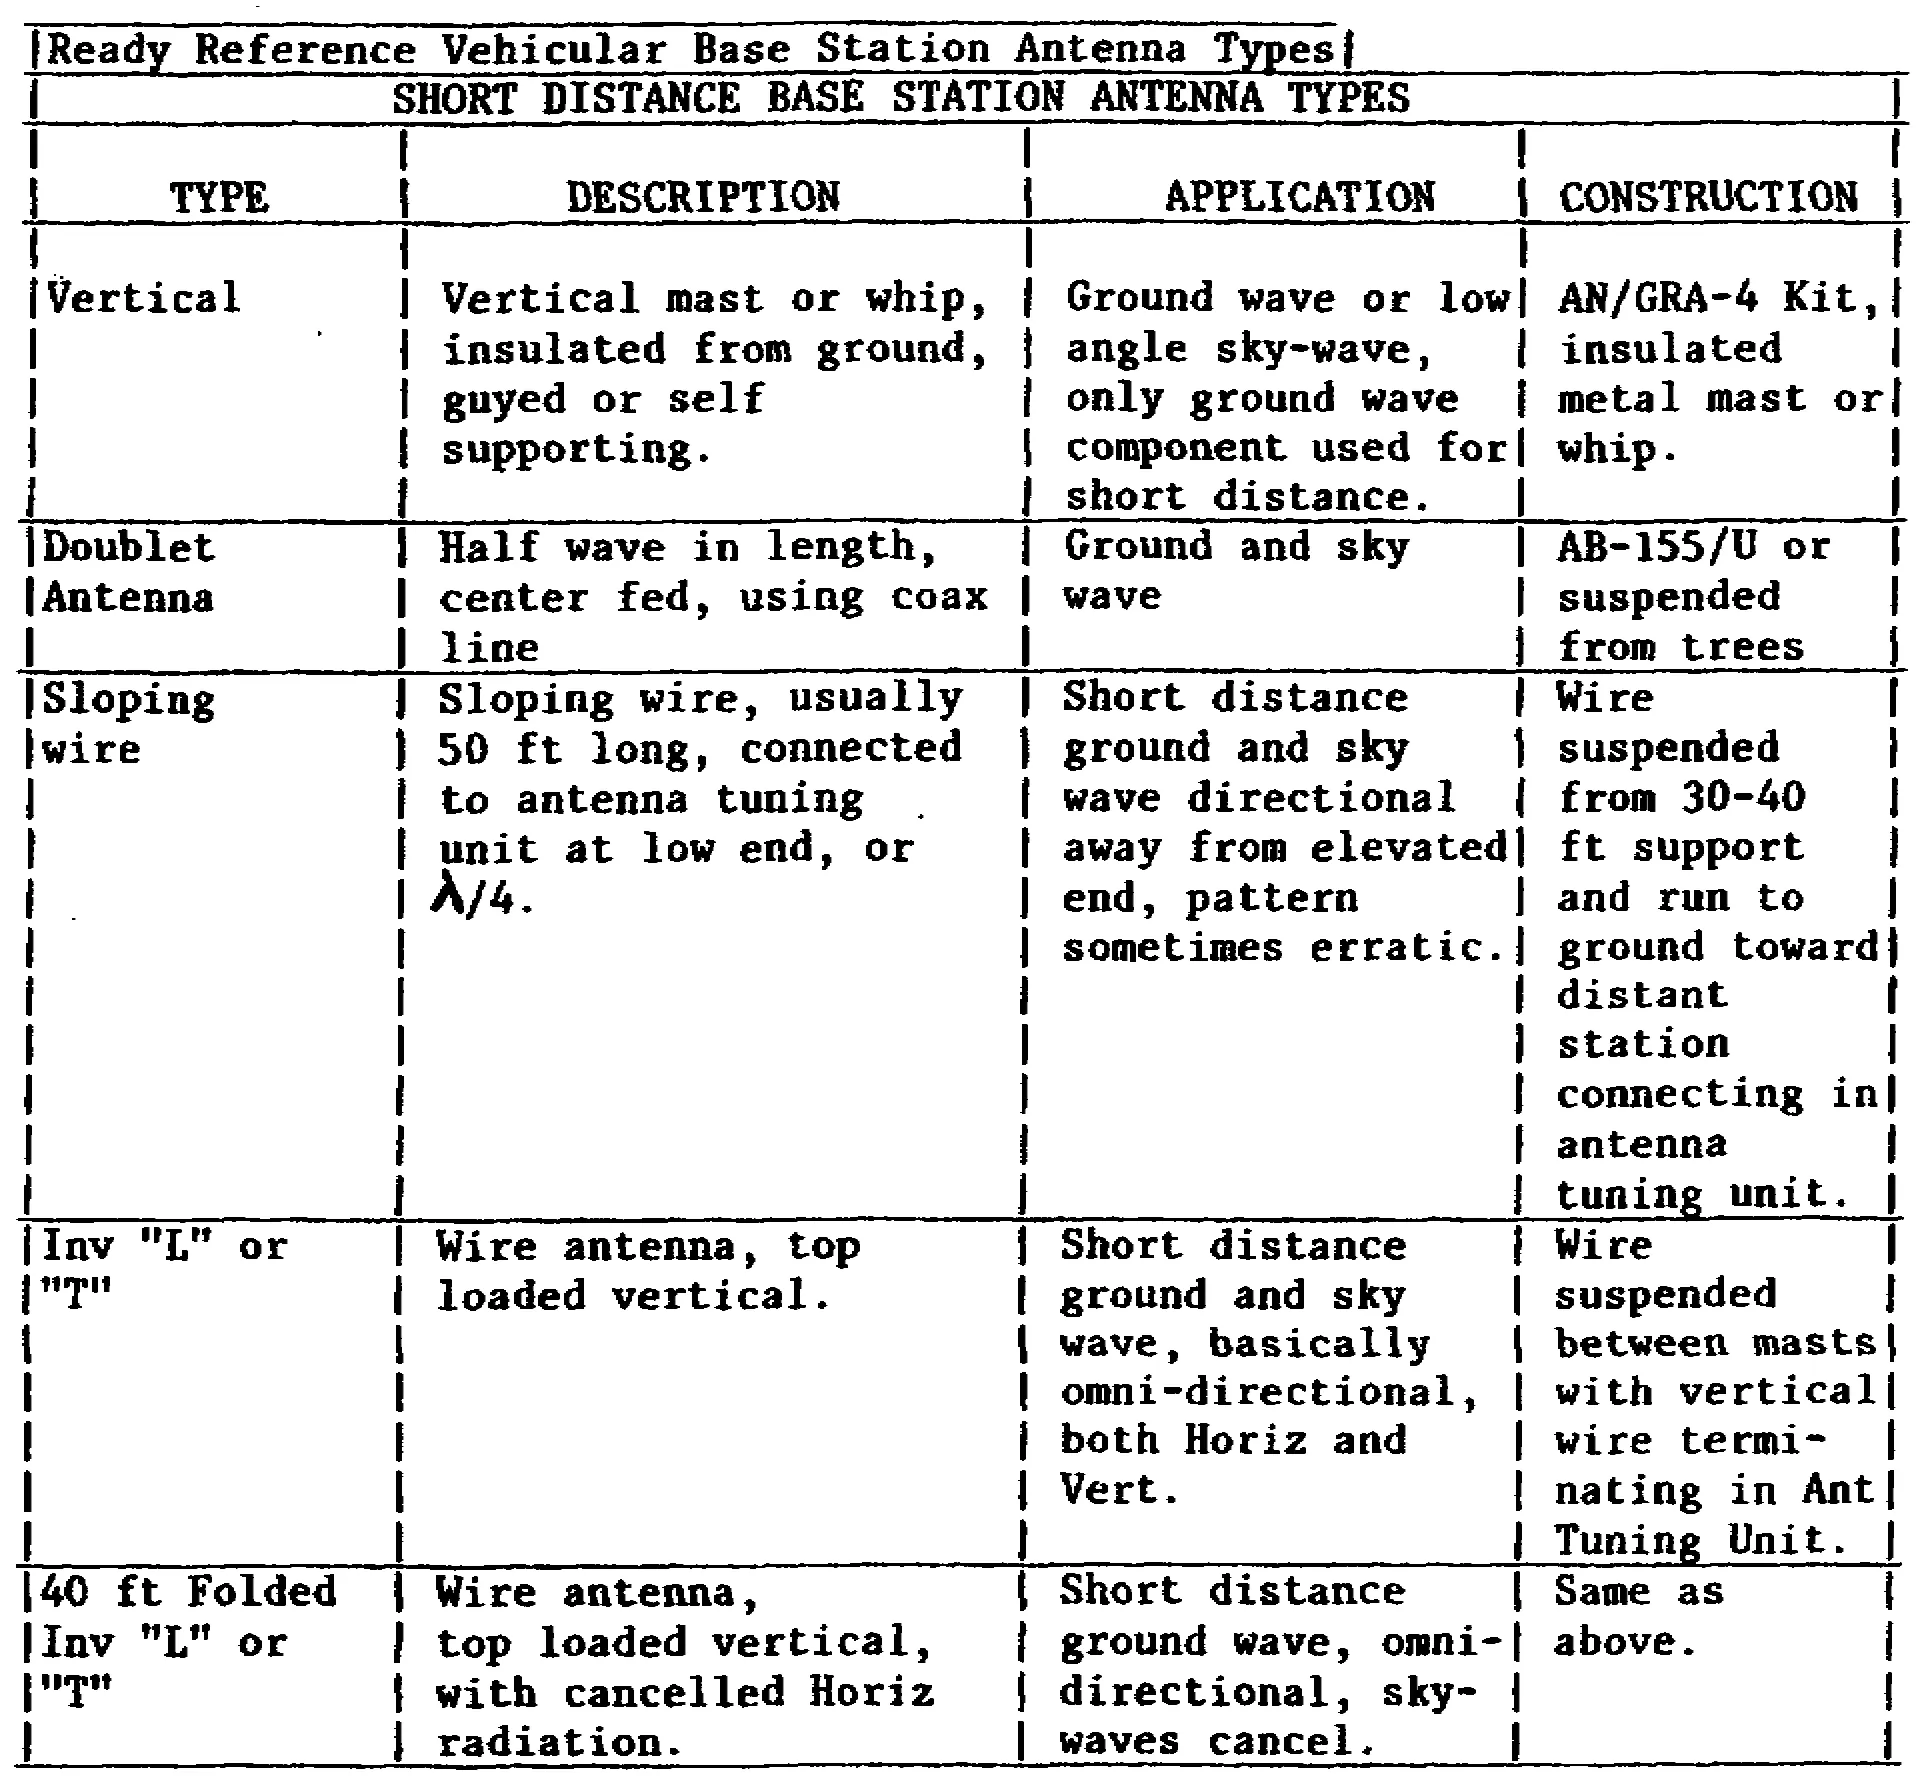 Ready Reference Vehicular Base Station Antenna Types
SHORT DISTANCE BASE STATION ANTENNA TYPES
TYPE DESCRIPTION APPLICATION CONSTRUCTION
Vertical Vertical mast or whip, Ground wave or low AN/GRA-4 Kit,
insulated from ground, angle sky-wave, insulated
guyed or self only ground wave metal mast or
supporting. component used for whip.
short distance.
Doublet Half wave in length, Ground and sky AB-155/U or
Antenna center fed, using coax wave suspended
line from trees
Sloping Sloping wire, usually Short distance Wire
wire 50 ft long, connected ground and sky suspended
to antenna tuning wave directional from 30-40
unit at low end, or away from elevated ft support
λ/4. end, pattern and run to
sometimes erratic. ground toward
distant
station
connecting in
antenna
tuning unit.
Inv "L" or Wire antenna, top Short distance Wire
"T" loaded vertical. ground and sky suspended
wave, basically between masts
omni-directional, with vertical
both Horiz and wire termi-
Vert. nating in Ant
Tuning Unit.
40 ft Folded Wire antenna, Short distance Same as
Inv "L" or top loaded vertical, ground wave, omni- above.
"T" with cancelled Horiz directional, sky-
radiation. waves cancel.